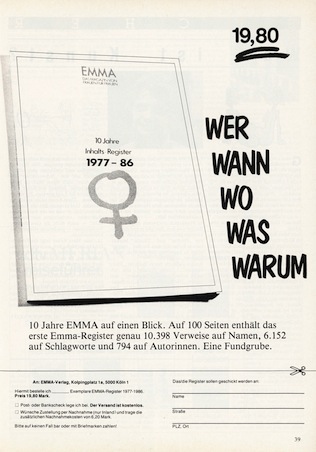 19,80
EMMA
10 Jahre
Inhalts Register
1977 – 86
WER
WANN
WO
WAS
WARUM
10 Jahre EMMA auf einen Blick. Auf 100 Seiten enthält das
erste Emma-Register genau 10.398 Verweise auf Namen, 6.152
auf Schlagworte und 794 auf Autorinnen. Eine Fundgrube.
An: EMMA-Verlag, Kolpingplatz 1a, 5000 Köln 1
Hiermit bestelle ich ______ Exemplare EMMA-Register 1977-1986.
Preis 19,80 Mark.
□ Post- oder Bankscheck lege ich bei. Der Versand ist kostenlos.
□ Wünsche Zustellung per Nachnahme (nur Inland) und trage die
zusätzlichen Nachnahmekosten von 6,20 Mark.
Bitte auf keinen Fall bar oder mit Briefmarken zahlen!
Das/die Register sollen geschickt werden an:
Name
Straße
PLZ, Ort
39